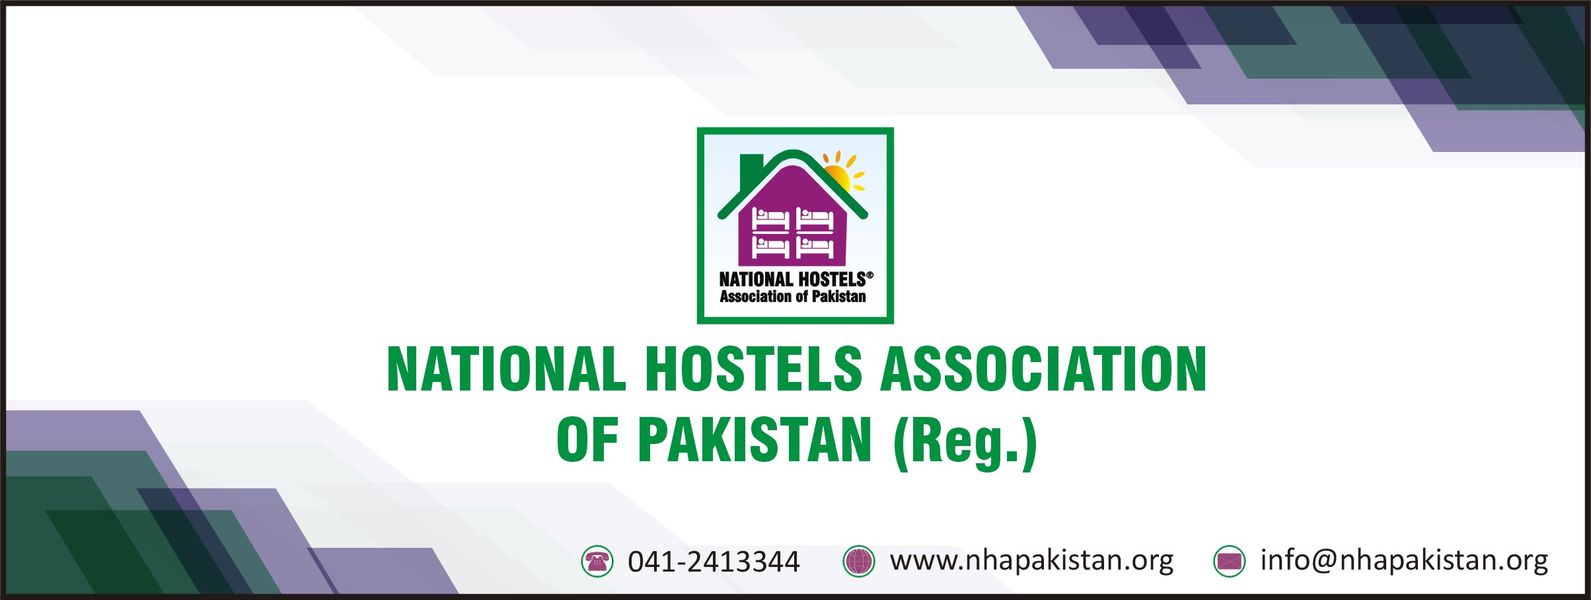 NATIONAL HOSTELS®
Association of Pakistan
NATIONAL HOSTELS ASSOCIATION
OF PAKISTAN (Reg.)
041-2413344 www.nhapakistan.org info@nhapakistan.org